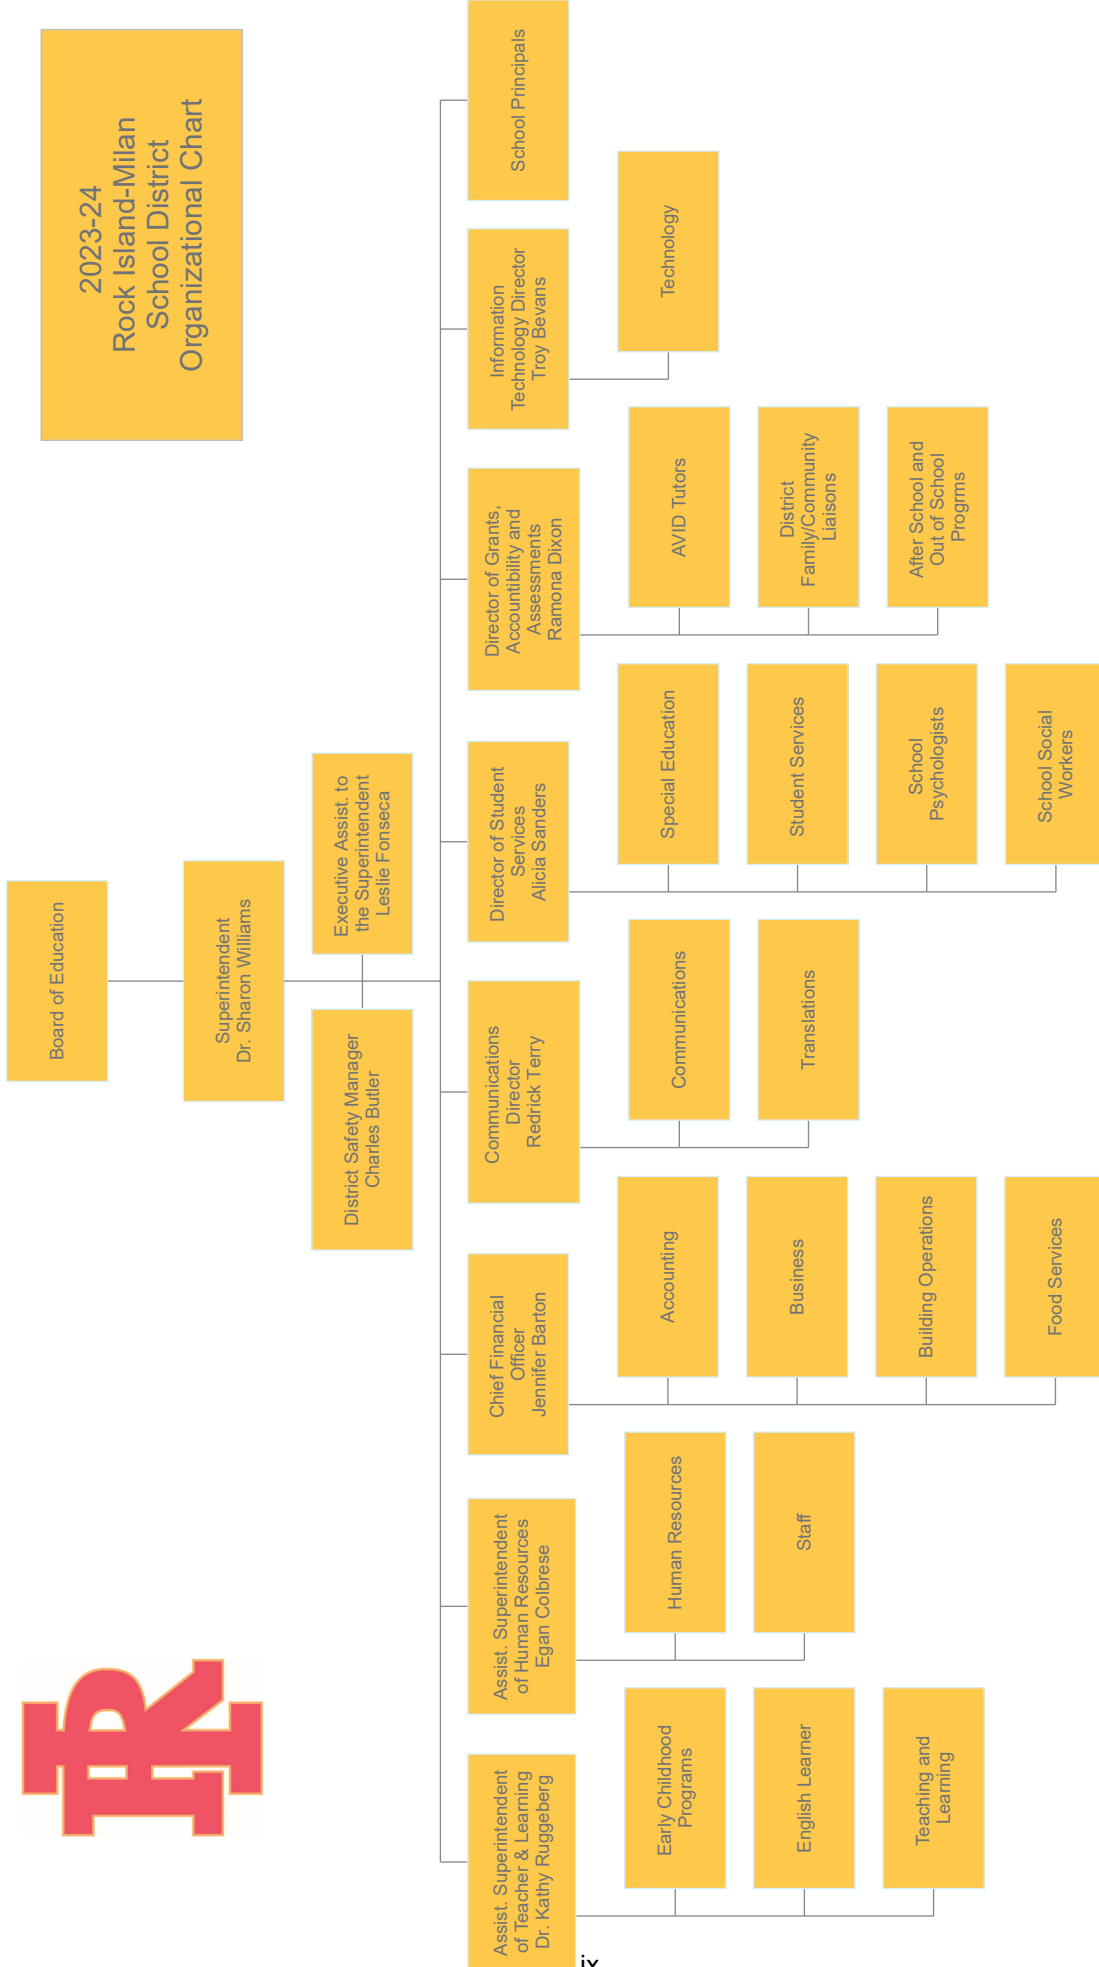 2023-24
Rock Island-Milan
School District
Organizational Chart
Board of Education
Superintendent
Dr. Sharon Williams
District Safety Manager
Charles Butler
Executive Assist. to
the Superintendent
Leslie Fonseca
Assist. Superintendent
of Teacher & Learning
Dr. Kathy Ruggeberg
Early Childhood
Programs
English Learner
Teaching and
Learning
Assist. Superintendent
of Human Resources
Egan Colbrese
Human Resources
Staff
Chief Financial
Officer
Jennifer Barton
Accounting
Business
Building Operations
Food Services
Communications
Director
Redrick Terry
Communications
Translations
Director of Student
Services
Alicia Sanders
Special Education
Student Services
School
Psychologists
School Social
Workers
Director of Grants,
Accountibility and
Assessments
Ramona Dixon
AVID Tutors
District
Family/Community
Liaisons
After School and
Out of School
Progrms
Information
Technology Director
Troy Bevans
Technology
School Principals
RI
ix